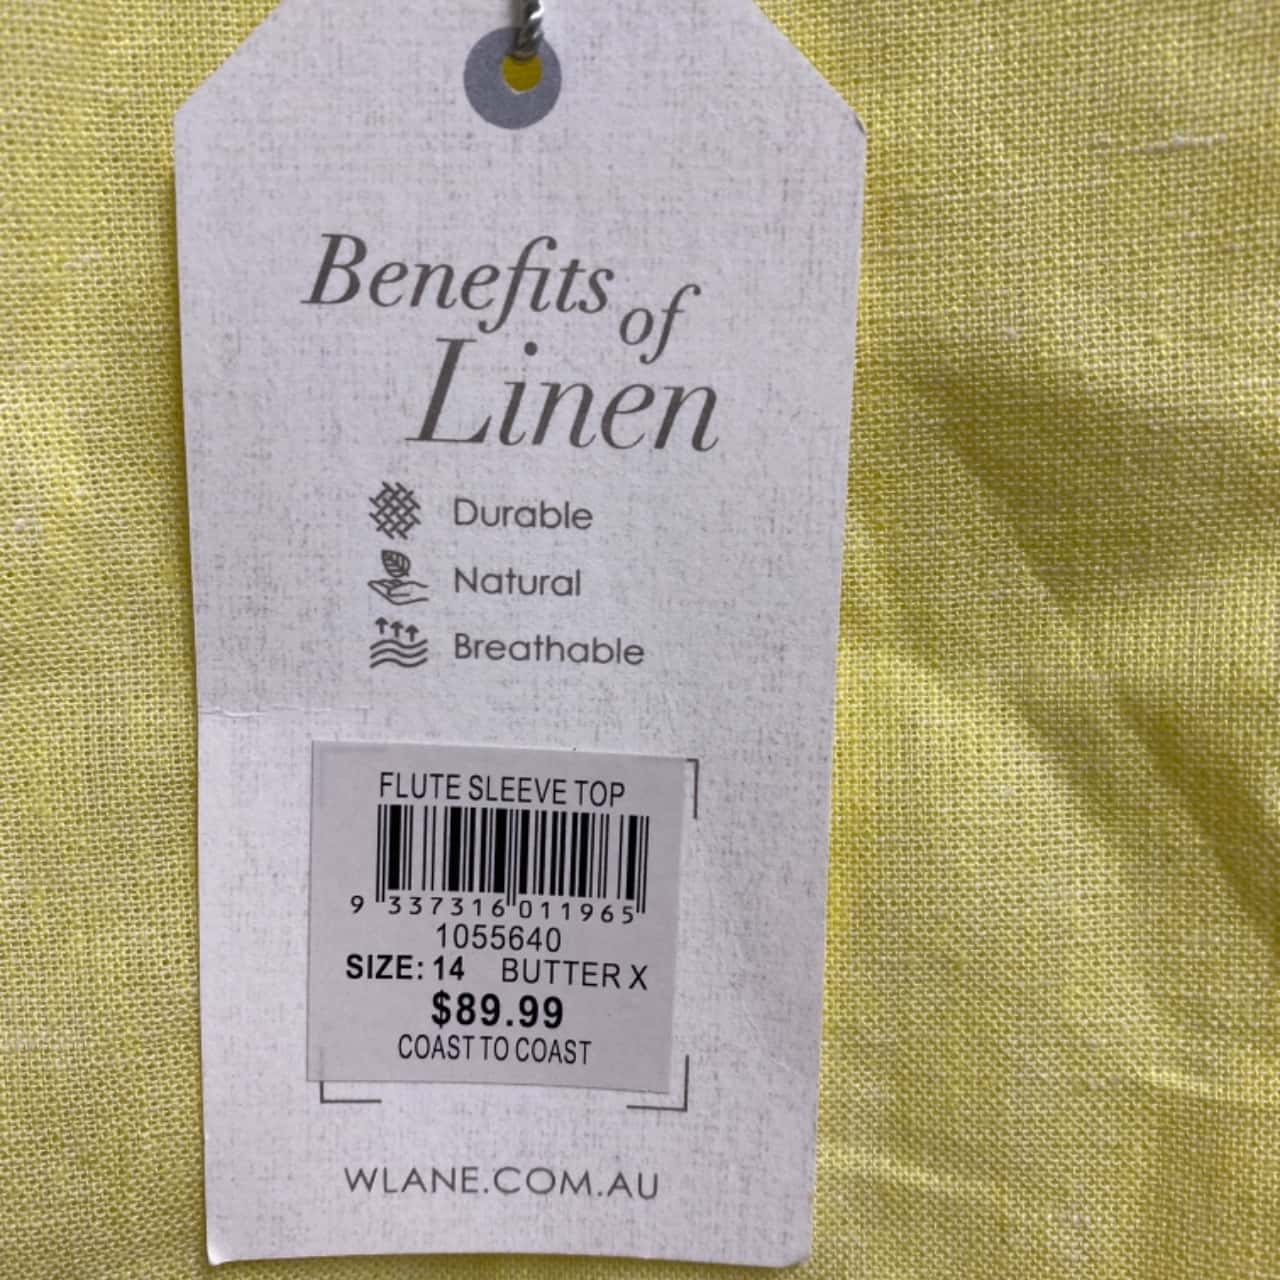 Benefits of
Linen
Durable
Natural
Breathable
FLUTE SLEEVE TOP
9 337316 011965
1055640
SIZE: 14 BUTTER X
$89.99
COAST TO COAST
WLANE.COM.AU